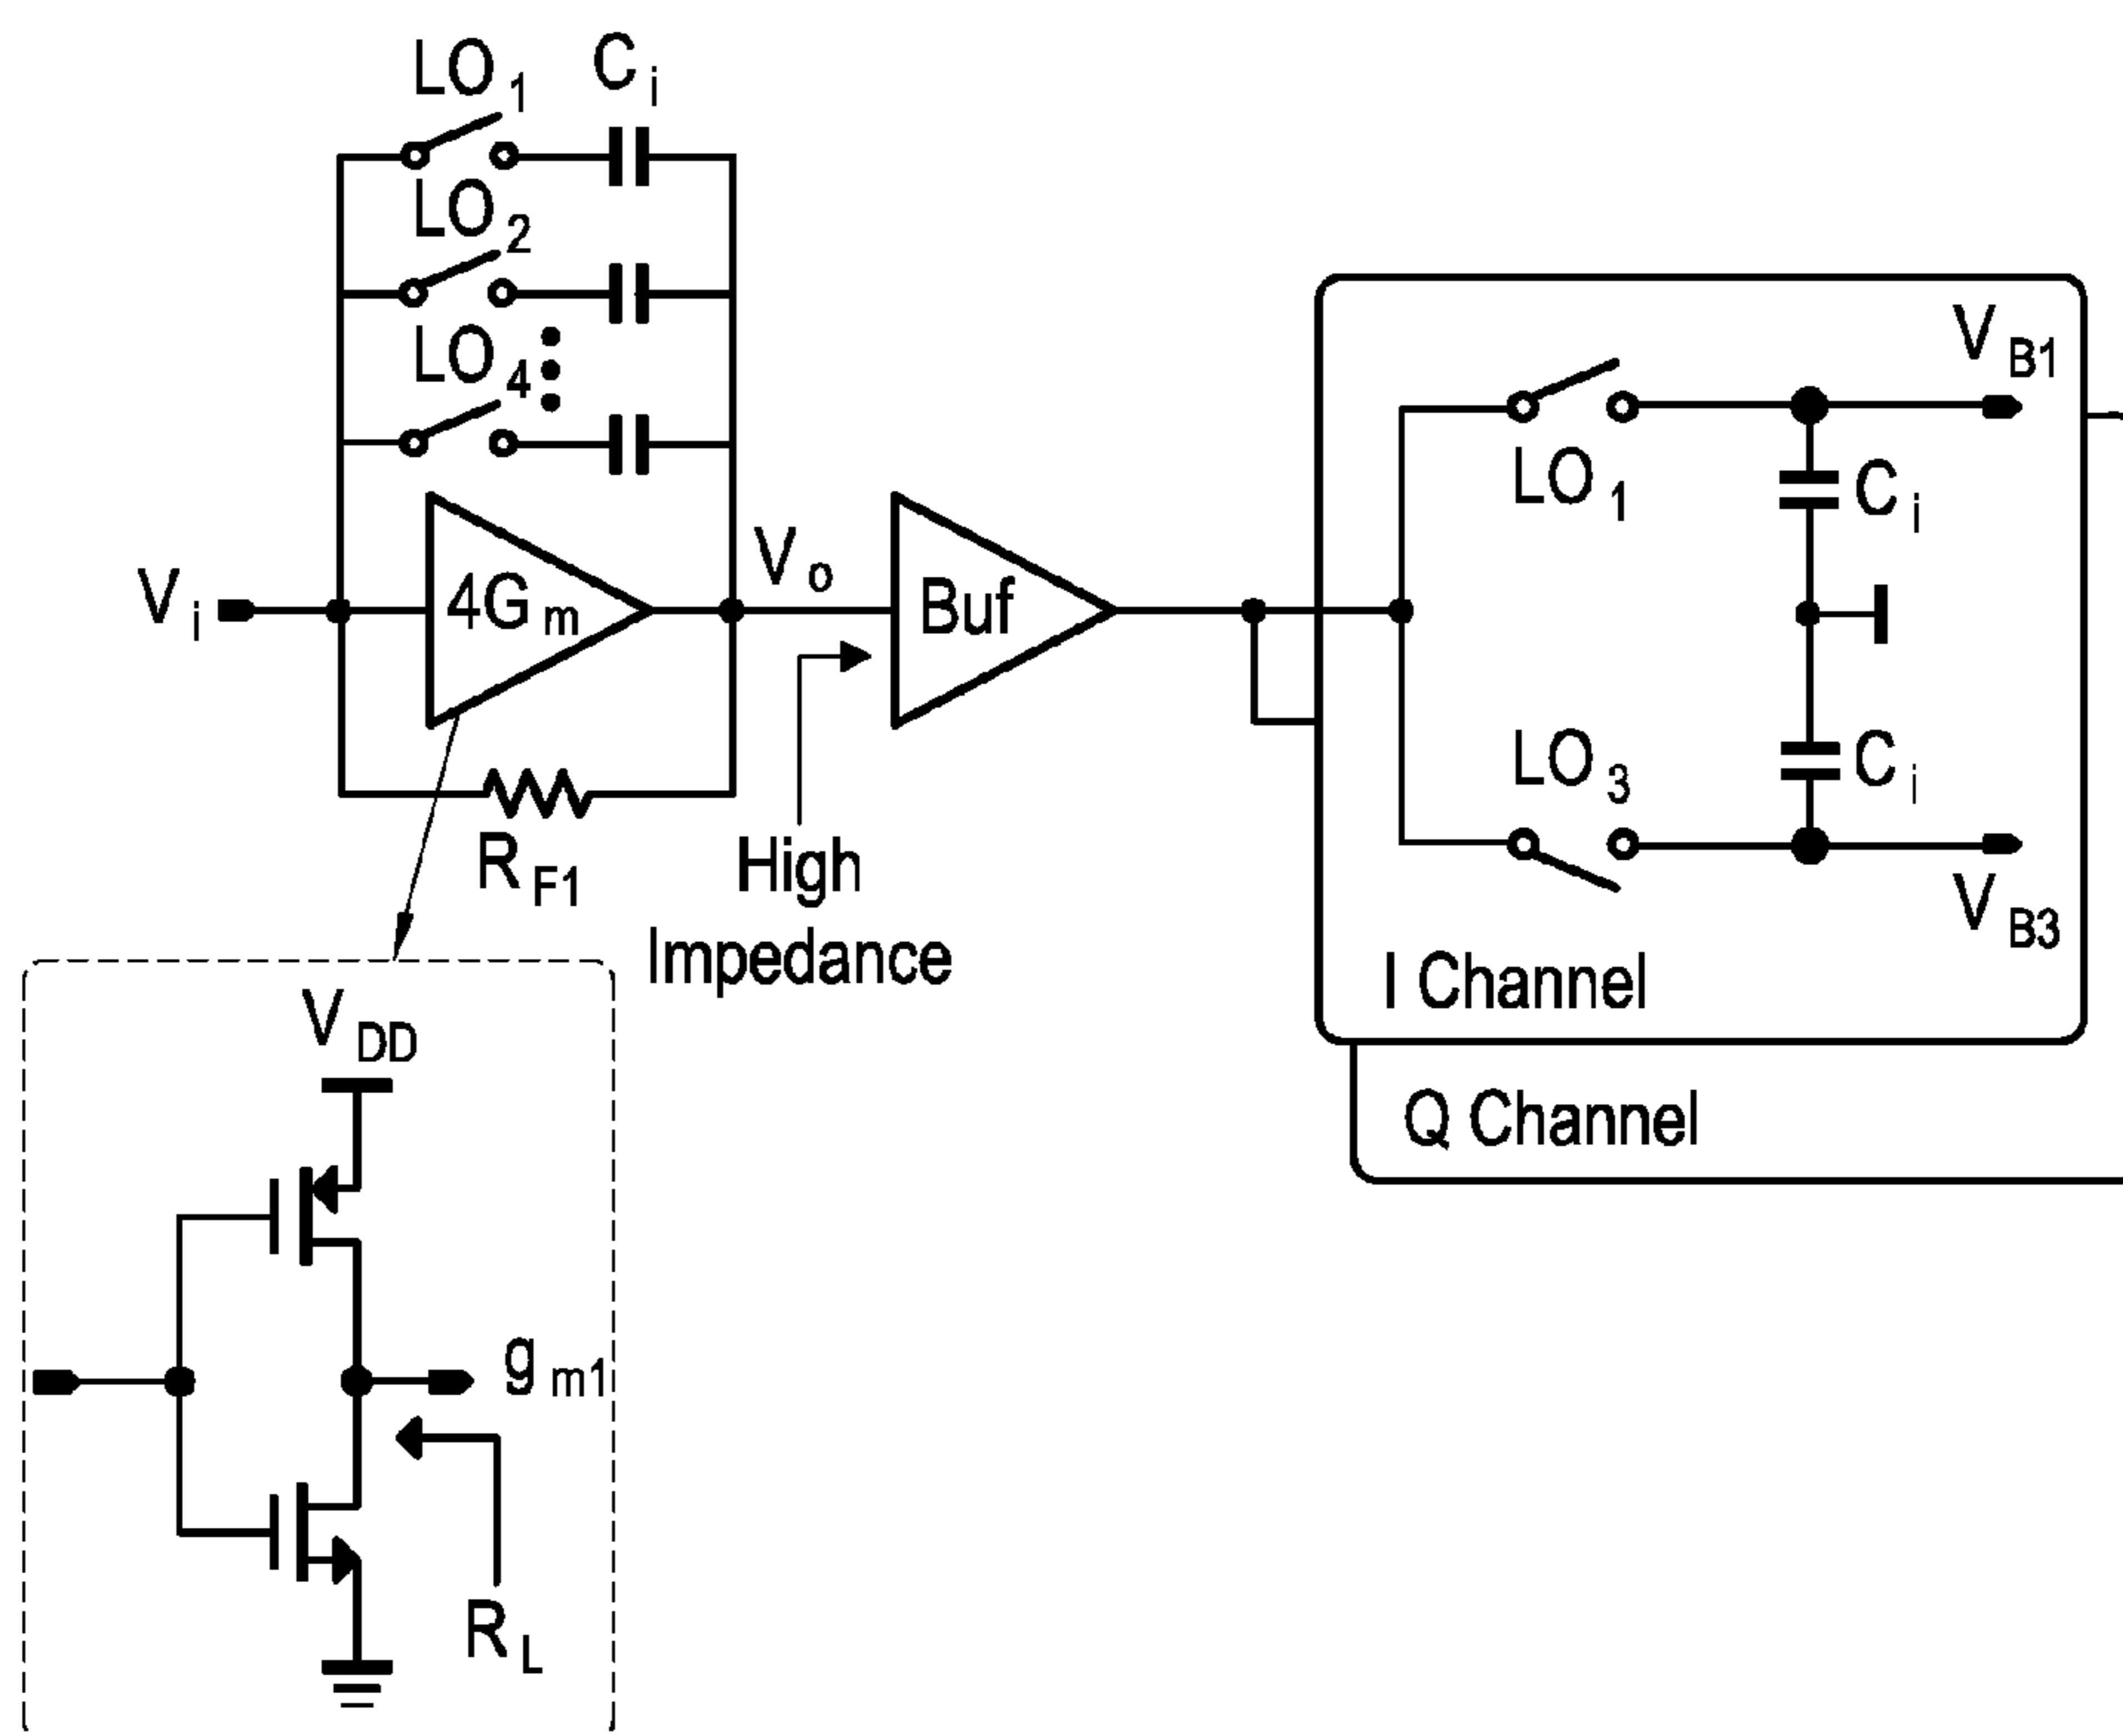 LO1
Ci
LO2
LO4
Vi
4Gm
Vo
Buf
RF1
High
Impedance
LO1
VB1
Ci
LO3
Ci
VB3
I Channel
Q Channel
VDD
gm1
RL